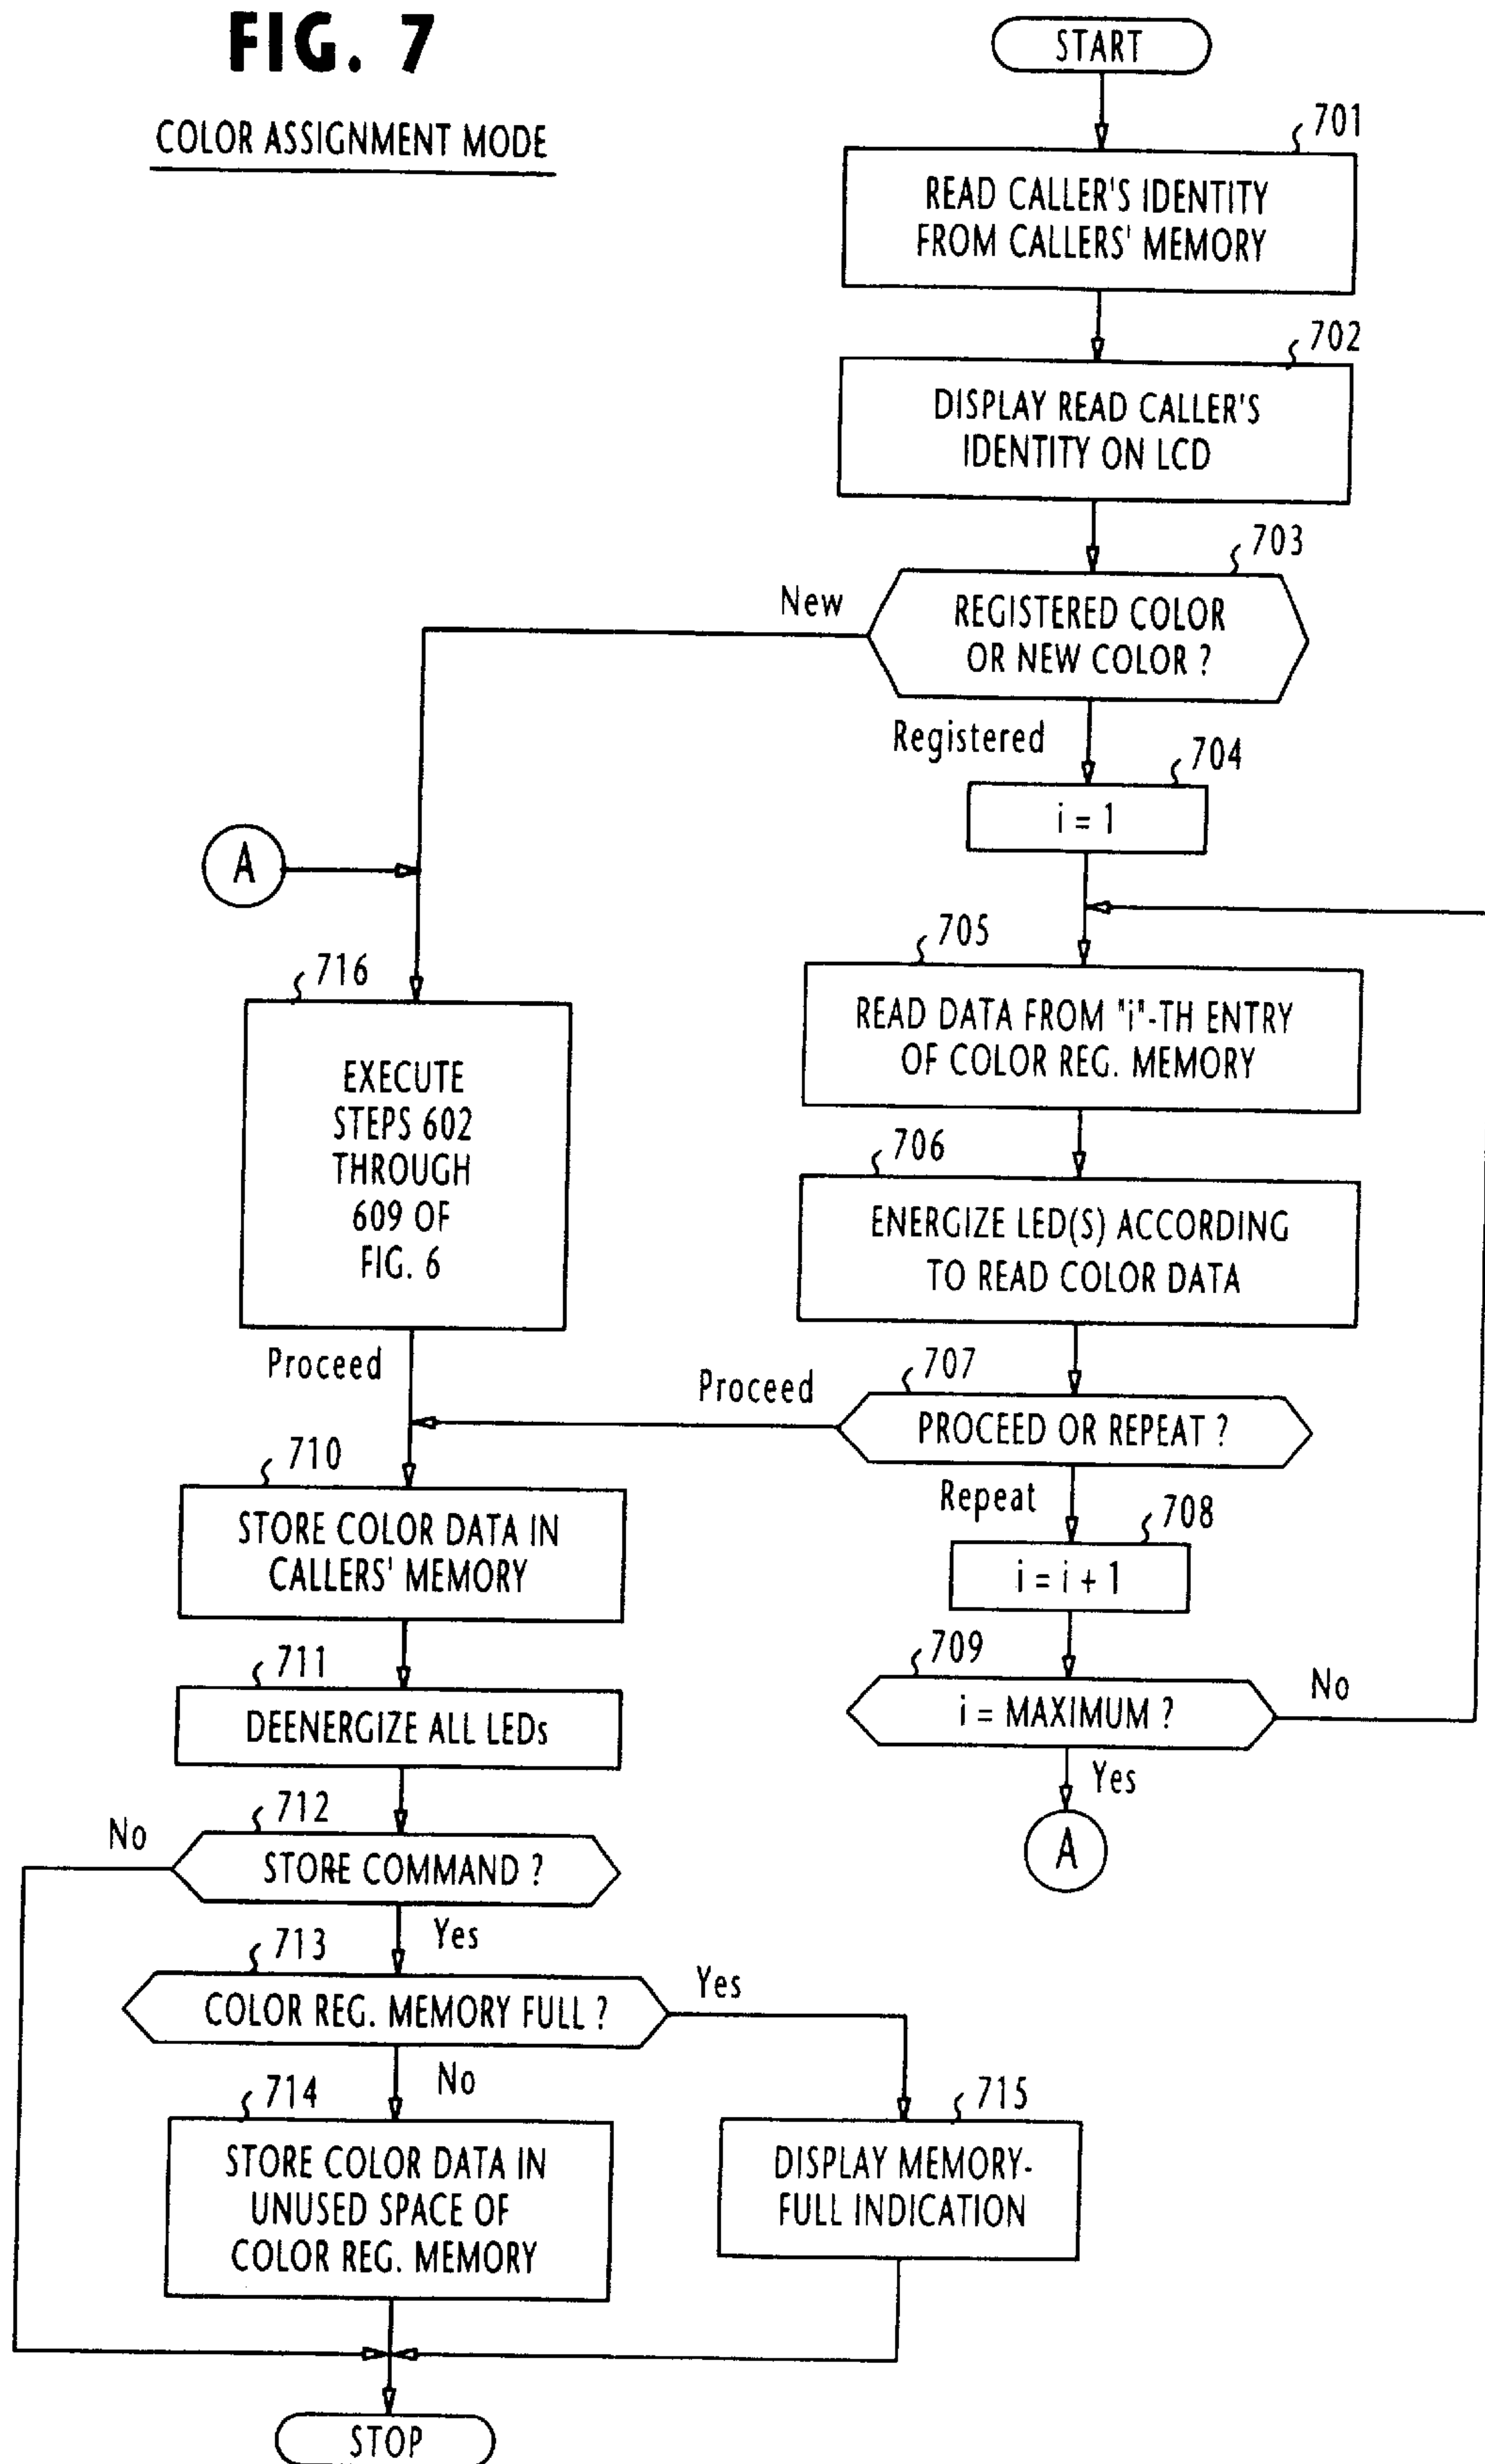 FIG. 7
COLOR ASSIGNMENT MODE
START
701
READ CALLER'S IDENTITY
FROM CALLERS' MEMORY
702
DISPLAY READ CALLER'S
IDENTITY ON LCD
703
New
REGISTERED COLOR
OR NEW COLOR ?
Registered
704
i = 1
A
705
716
READ DATA FROM "i"-TH ENTRY
OF COLOR REG. MEMORY
EXECUTE
STEPS 602
THROUGH
609 OF
FIG. 6
706
ENERGIZE LED(S) ACCORDING
TO READ COLOR DATA
Proceed
707
Proceed
PROCEED OR REPEAT ?
710
Repeat
708
STORE COLOR DATA IN
CALLERS' MEMORY
i = i + 1
711
709
DEENERGIZE ALL LEDs
i = MAXIMUM ?
No
Yes
712
No
A
STORE COMMAND ?
Yes
713
COLOR REG. MEMORY FULL ?
Yes
No
714
715
STORE COLOR DATA IN
UNUSED SPACE OF
COLOR REG. MEMORY
DISPLAY MEMORY-
FULL INDICATION
STOP